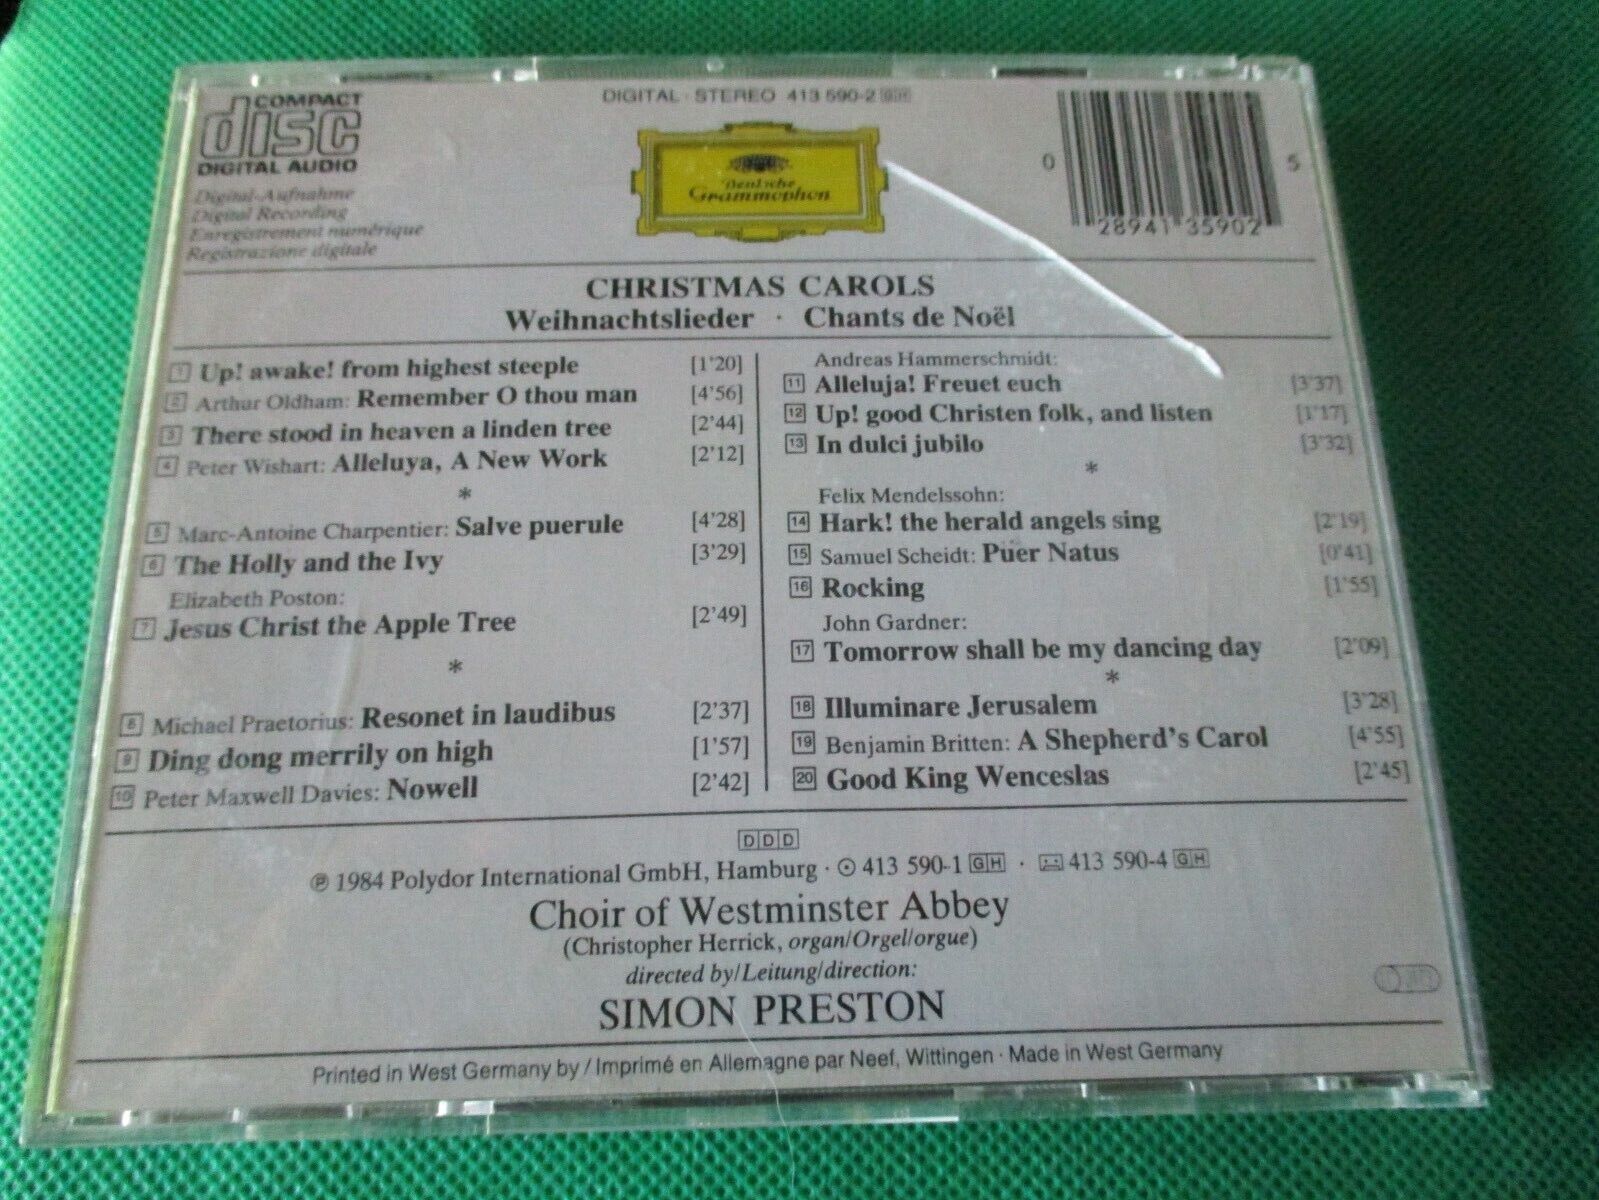 COMPACT
disc
DIGITAL AUDIO
Digital-Aufnahme
Digital Recording
Enregistrement numérique
Registrazione digitale
DIGITAL · STEREO 413 590-2 GH
Deutsche
Grammophon
0 28941 35902 5
CHRISTMAS CAROLS
Weihnachtslieder · Chants de Noël
1 Up! awake! from highest steeple [1'20]
2 Arthur Oldham: Remember O thou man [4'56]
3 There stood in heaven a linden tree [2'44]
4 Peter Wishart: Alleluya, A New Work [2'12]
*
5 Marc-Antoine Charpentier: Salve puerule [4'28]
6 The Holly and the Ivy [3'29]
Elizabeth Poston:
7 Jesus Christ the Apple Tree [2'49]
*
8 Michael Praetorius: Resonet in laudibus [2'37]
9 Ding dong merrily on high [1'57]
10 Peter Maxwell Davies: Nowell [2'42]
Andreas Hammerschmidt:
11 Alleluja! Freuet euch [3'37]
12 Up! good Christen folk, and listen [1'17]
13 In dulci jubilo [3'32]
*
Felix Mendelssohn:
14 Hark! the herald angels sing [2'19]
15 Samuel Scheidt: Puer Natus [0'41]
16 Rocking [1'55]
John Gardner:
17 Tomorrow shall be my dancing day [2'09]
*
18 Illuminare Jerusalem [3'28]
19 Benjamin Britten: A Shepherd's Carol [4'55]
20 Good King Wenceslas [2'45]
DDD
℗ 1984 Polydor International GmbH, Hamburg · 413 590-1 GH · 413 590-4 GH
Choir of Westminster Abbey
(Christopher Herrick, organ/Orgel/orgue)
directed by/Leitung/direction:
SIMON PRESTON
Printed in West Germany by / Imprimé en Allemagne par Neef, Wittingen · Made in West Germany